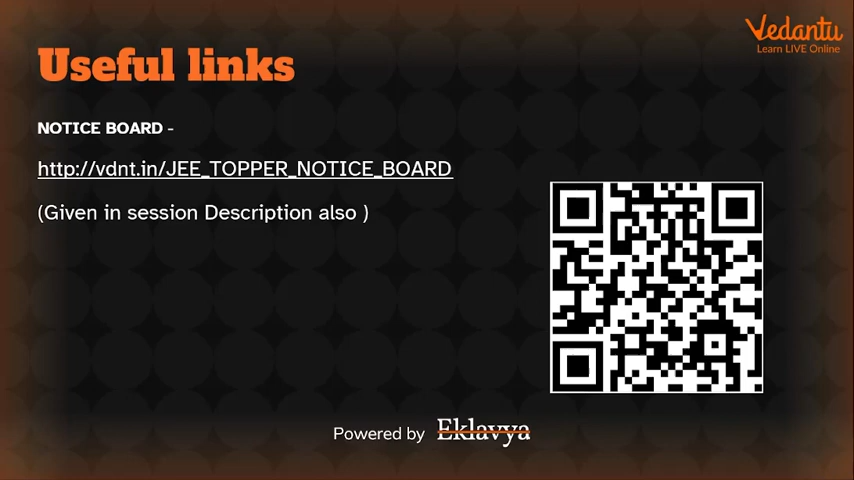 Vedantu
Learn LIVE Online
Useful links
NOTICE BOARD -
http://vdnt.in/JEE_TOPPER_NOTICE_BOARD
(Given in session Description also )
Powered by Eklavya